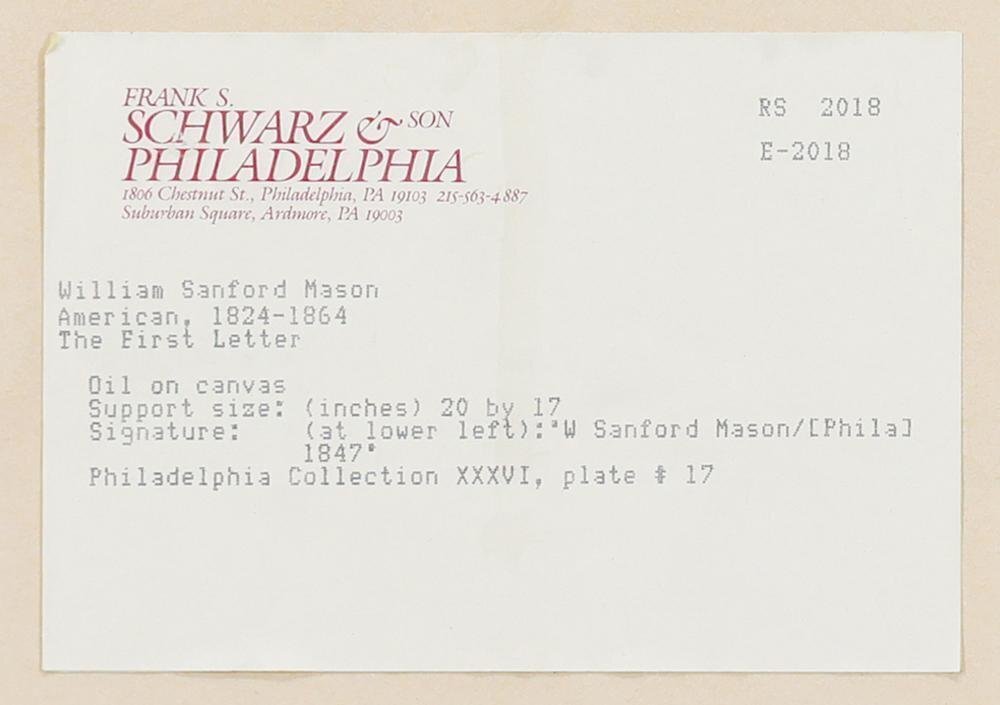 FRANK S.
SCHWARZ & SON
PHILADELPHIA
1806 Chestnut St., Philadelphia, PA 19103 215-563-4887
Suburban Square, Ardmore, PA 19003
RS 2018
E-2018
William Sanford Mason
American, 1824-1864
The First Letter
Oil on canvas
Support size: (inches) 20 by 17
Signature: (at lower left):"W Sanford Mason/[Phila]
1847"
Philadelphia Collection XXXVI, plate # 17